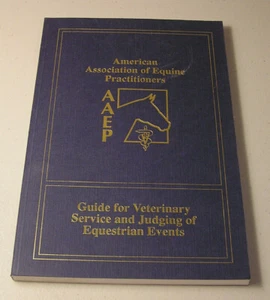 American
Association of Equine
Practitioners
AAEP
Guide for Veterinary
Service and Judging of
Equestrian Events